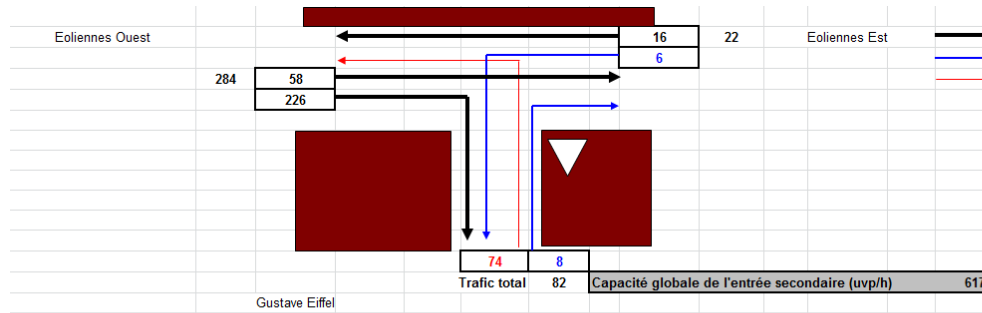 16 22
Eoliennes Ouest Eoliennes Est
6
284 58
226
74 8
Trafic total 82 Capacité globale de l'entrée secondaire (uvp/h) 617
Gustave Eiffel